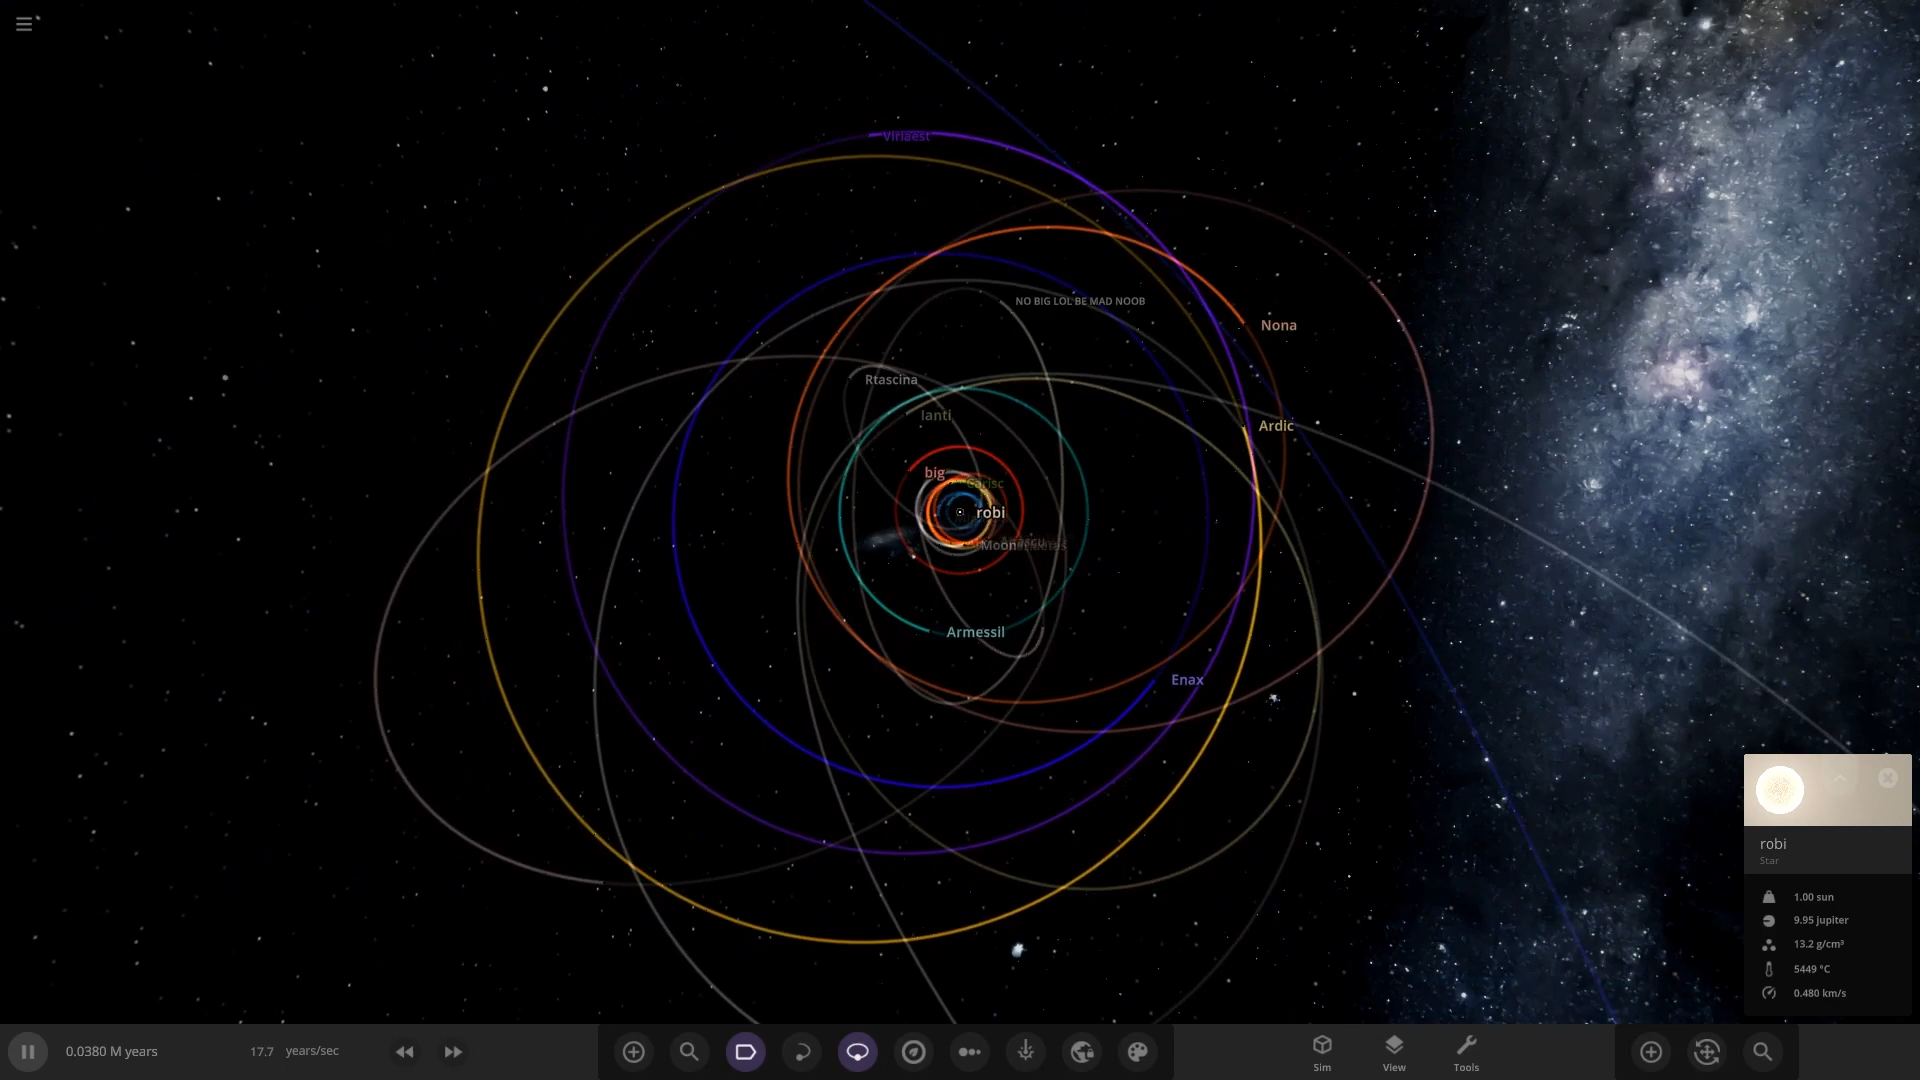 Viriaest
NO BIG LOL BE MAD NOOB
Nona
Rtascina
Ianti
Ardic
big
Carisc
robi
Moon
Armessil
Enax
robi
Star
1.00 sun
9.95 jupiter
13.2 g/cm³
5449 °C
0.480 km/s
0.0380 M years
17.7 years/sec
Sim
View
Tools